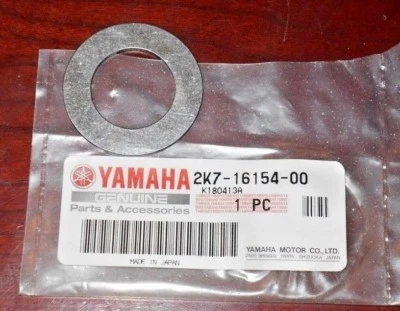 YAMAHA 2K7-16154-00
K180413A
GENUINE
Parts & Accessories
1 PC
YAMAHA MOTOR CO.,LTD.
MADE IN JAPAN